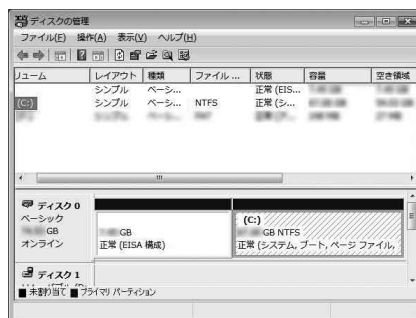 ディスクの管理
ファイル(F) 操作(A) 表示(V) ヘルプ(H)
リューム レイアウト 種類 ファイル ... 状態 容量 空き領域
シンプル ベーシ... 正常 (EIS...
(C:) シンプル ベーシ... NTFS 正常 (シ...
ディスク 0
ベーシック
GB
オンライン
GB
正常 (EISA 構成)
(C:)
GB NTFS
正常 (システム, ブート, ページ ファイル,
ディスク 1
未割り当て プライマリ パーティション